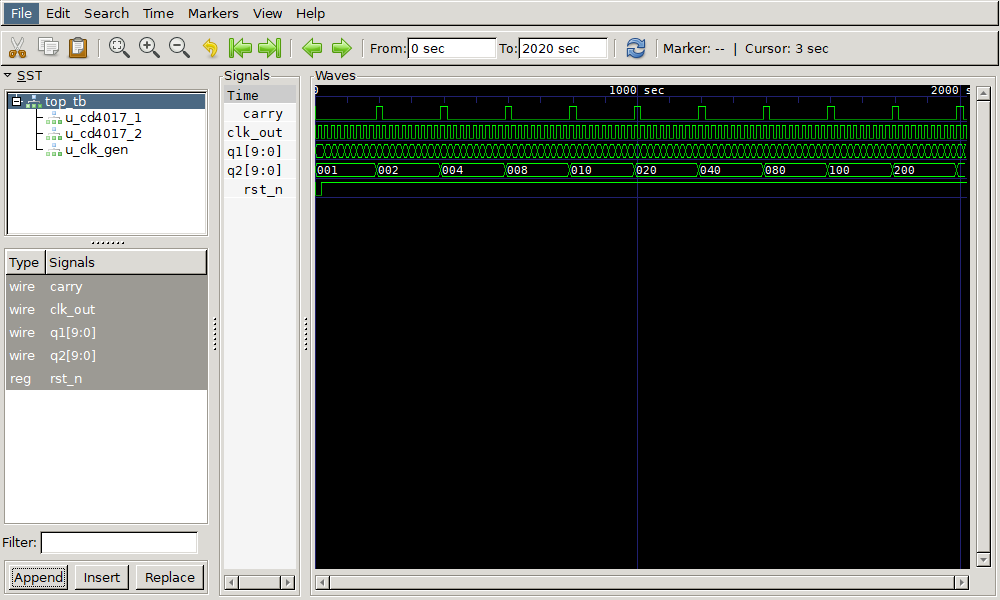 File Edit Search Time Markers View Help
From: 0 sec To: 2020 sec Marker: -- | Cursor: 3 sec
SST
top_tb
u_cd4017_1
u_cd4017_2
u_clk_gen
Type Signals
wire carry
wire clk_out
wire q1[9:0]
wire q2[9:0]
reg rst_n
Filter:
Append Insert Replace
Signals
Time
carry
clk_out
q1[9:0]
q2[9:0]
rst_n
Waves
0 1000 sec 2000 s
001 002 004 008 010 020 040 080 100 200